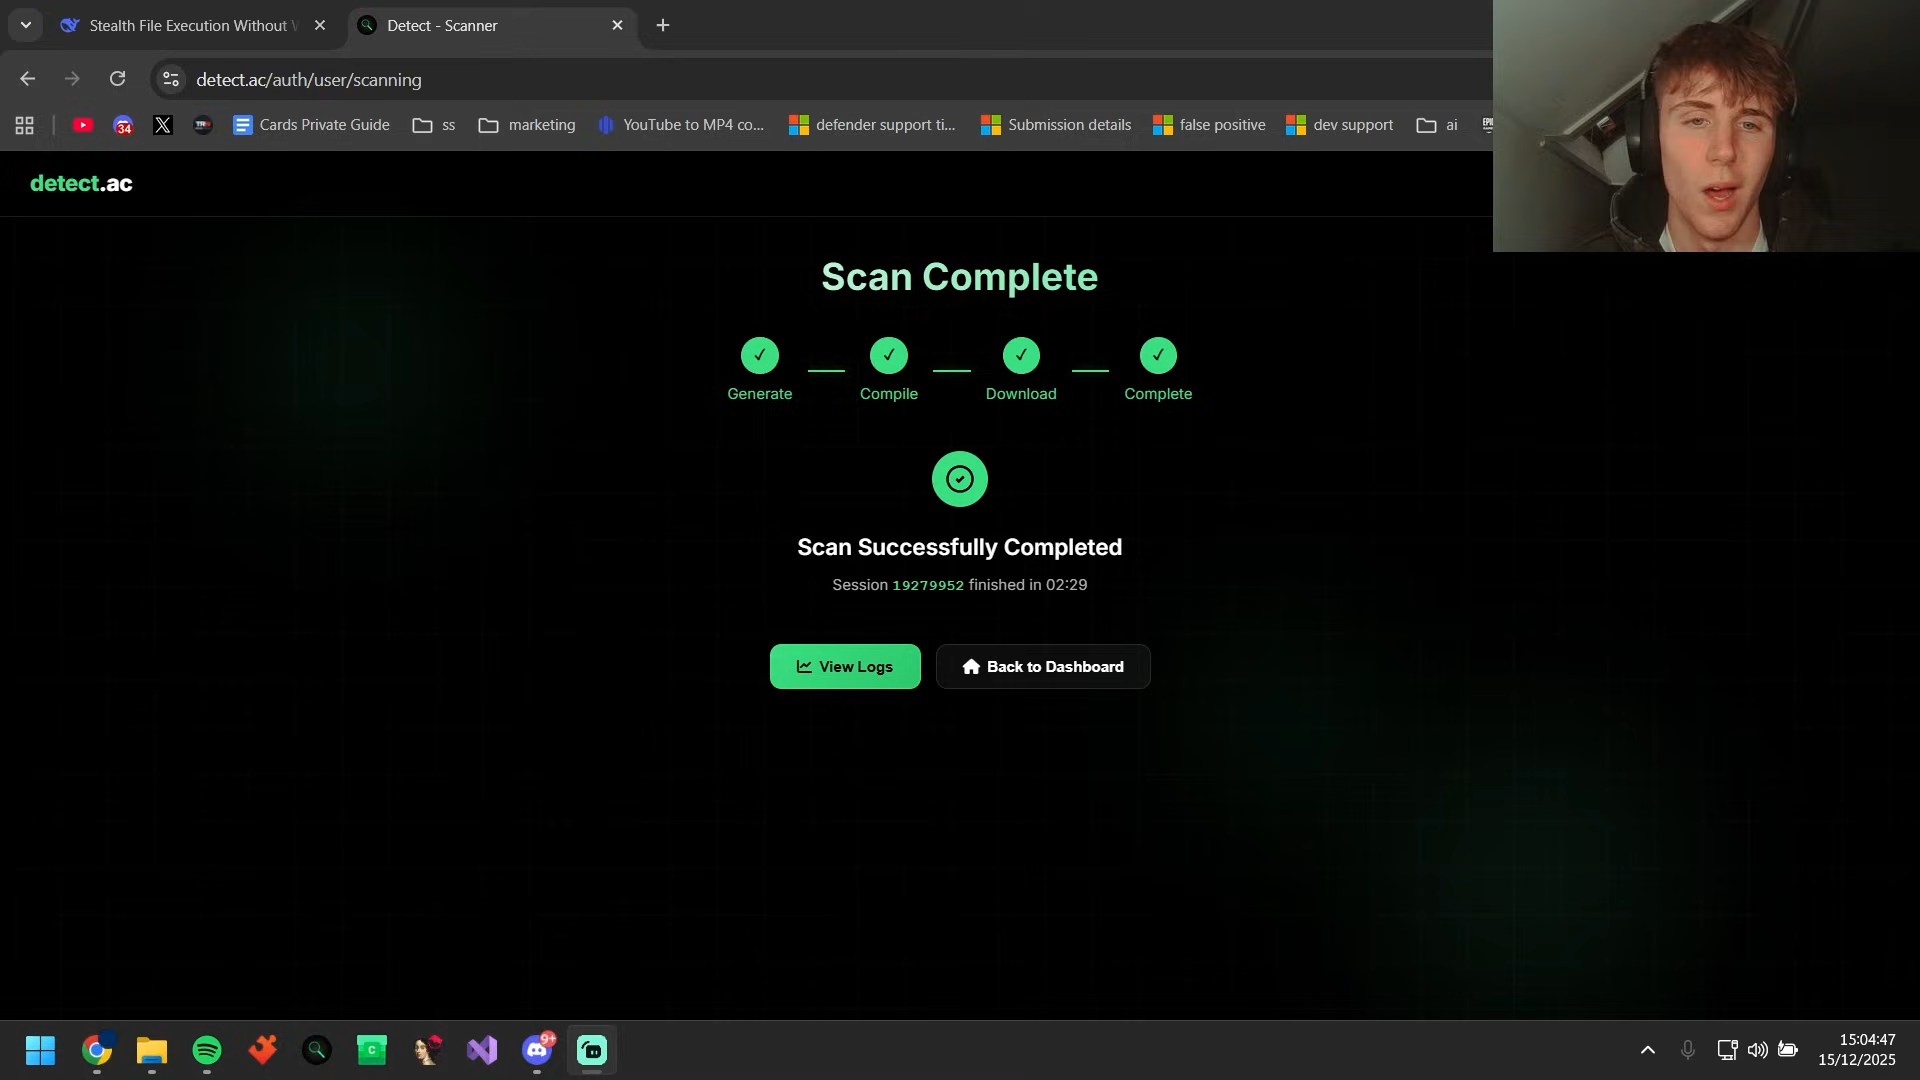 Stealth File Execution Without
Detect - Scanner
detect.ac/auth/user/scanning
34
Cards Private Guide
ss
marketing
YouTube to MP4 co...
defender support ti...
Submission details
false positive
dev support
ai
EPIC
detect.ac
Scan Complete
Generate
Compile
Download
Complete
Scan Successfully Completed
Session 19279952 finished in 02:29
View Logs
Back to Dashboard
C
9+
15:04:47
15/12/2025